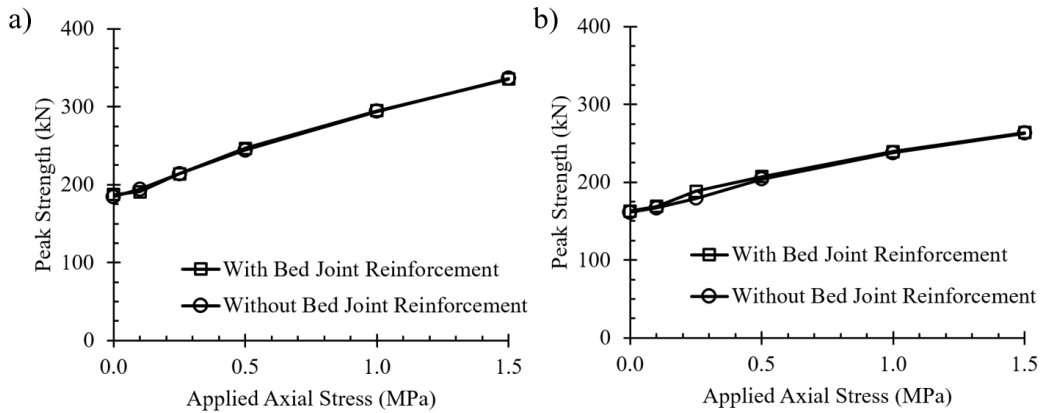 a)
400
300
200
100
0
Peak Strength (kN)
With Bed Joint Reinforcement
Without Bed Joint Reinforcement
0.0 0.5 1.0 1.5
Applied Axial Stress (MPa)
b)
400
300
200
100
0
Peak Strength (kN)
With Bed Joint Reinforcement
Without Bed Joint Reinforcement
0.0 0.5 1.0 1.5
Applied Axial Stress (MPa)